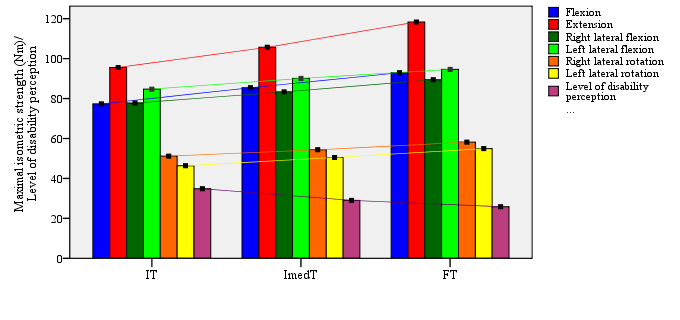 Maximal isometric strength (Nm)/
Level of disability perception
120
100
80
60
40
20
0
IT
ImedT
FT
Flexion
Extension
Right lateral flexion
Left lateral flexion
Right lateral rotation
Left lateral rotation
Level of disability
perception
...